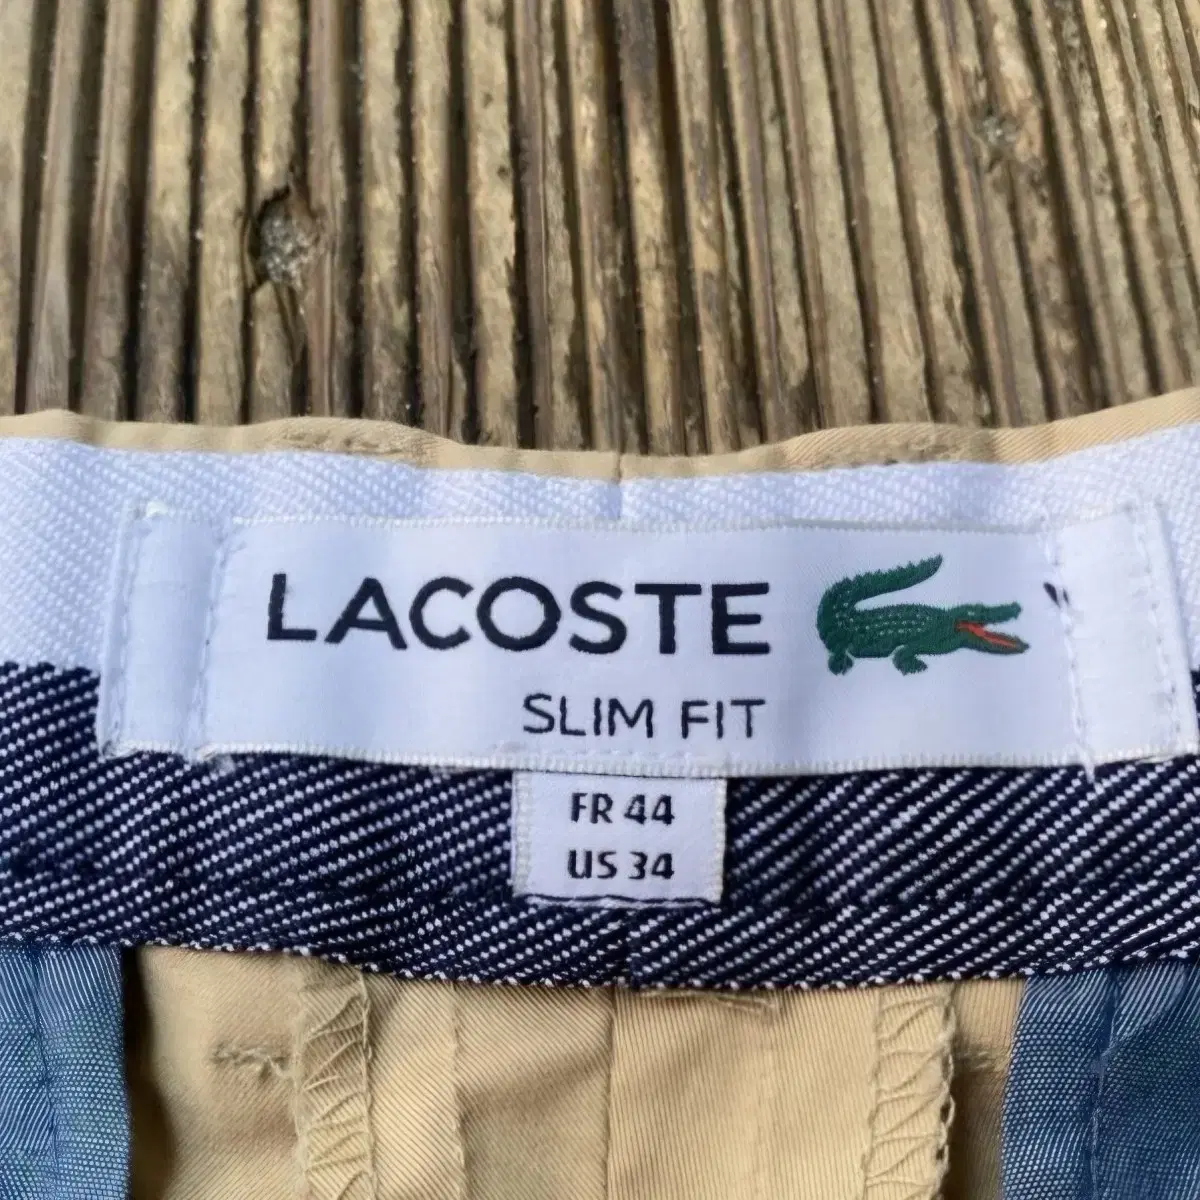 LACOSTE
SLIM FIT
FR 44
US 34